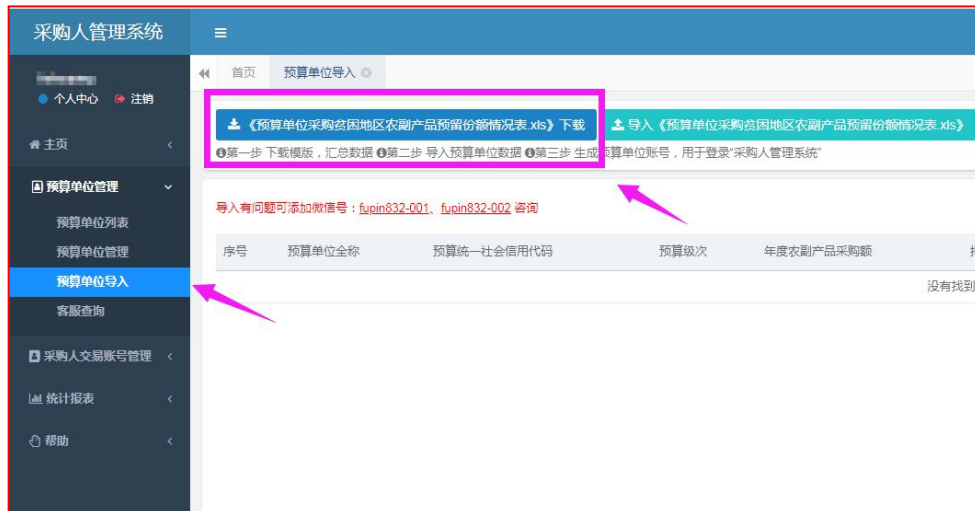 采购人管理系统
个人中心 注销
主页
预算单位管理
预算单位列表
预算单位管理
预算单位导入
客服查询
采购人交易账号管理
统计报表
帮助
首页 预算单位导入
《预算单位采购贫困地区农副产品预留份额情况表.xls》下载 导入《预算单位采购贫困地区农副产品预留份额情况表.xls》
第一步 下载模版，汇总数据 第二步 导入预算单位数据 第三步 生成预算单位账号，用于登录“采购人管理系统”
导入有问题可添加微信号：fupin832-001、fupin832-002 咨询
序号 预算单位全称 预算统一社会信用代码 预算级次 年度农副产品采购额
没有找到